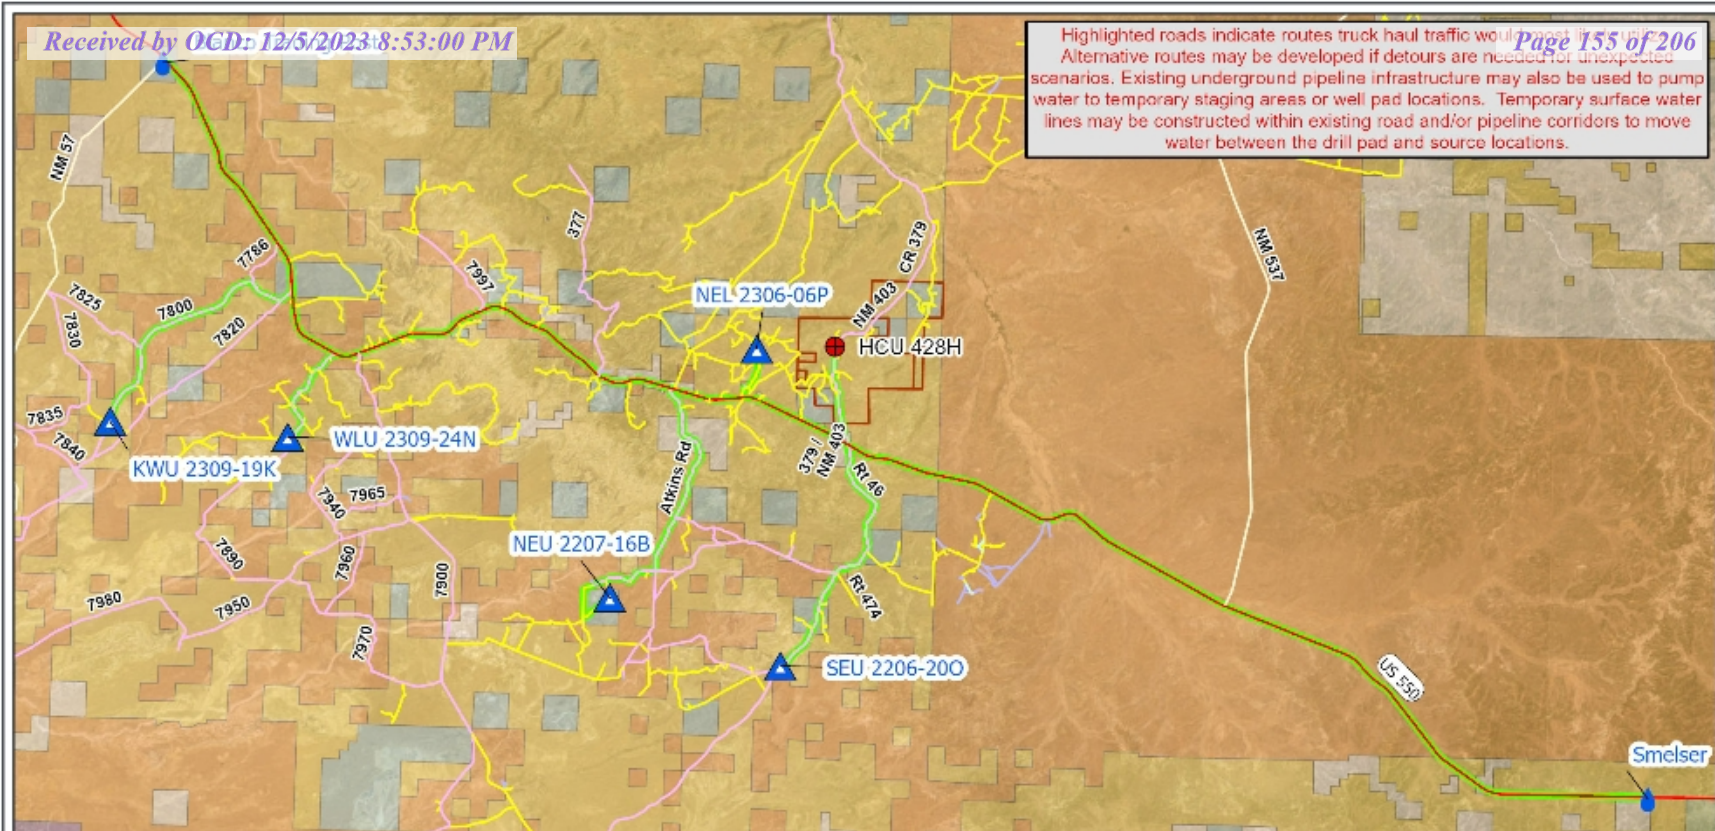 Received by OCD: 12/5/2023 8:53:00 PM
Page 155 of 206
Highlighted roads indicate routes truck haul traffic would most likely utilize.
Alternative routes may be developed if detours are needed for unexpected
scenarios. Existing underground pipeline infrastructure may also be used to pump
water to temporary staging areas or well pad locations. Temporary surface water
lines may be constructed within existing road and/or pipeline corridors to move
water between the drill pad and source locations.
NM 57
377
CR 379
NM 537
7786
7997
7825
7800
7830
7820
NEL 2306-06P
NM 403
HCU 428H
7835
7840
WLU 2309-24N
KWU 2309-19K
379 /
NM 403
Atkins Rd
Rt 46
7965
7940
7890
7960
NEU 2207-16B
7900
Rt 474
7980
7950
7970
SEU 2206-20O
US 550
Smelser